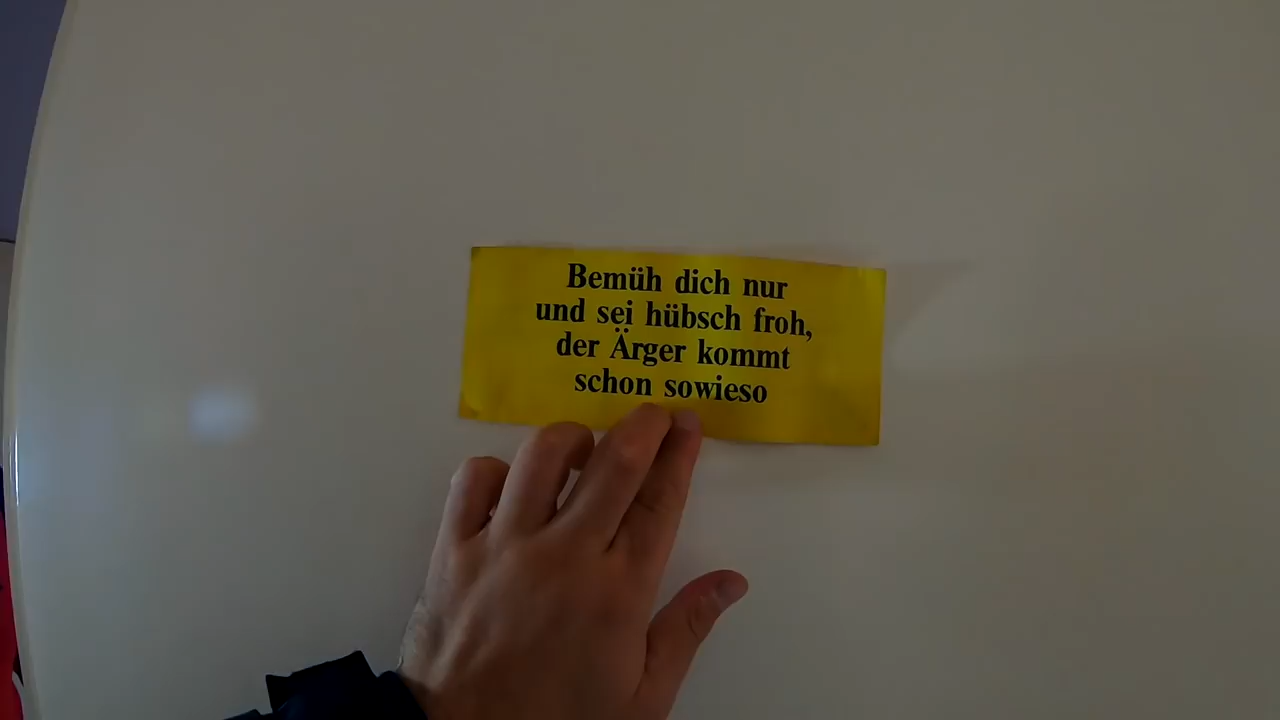 Bemüh dich nur
und sei hübsch froh,
der Ärger kommt
schon sowieso